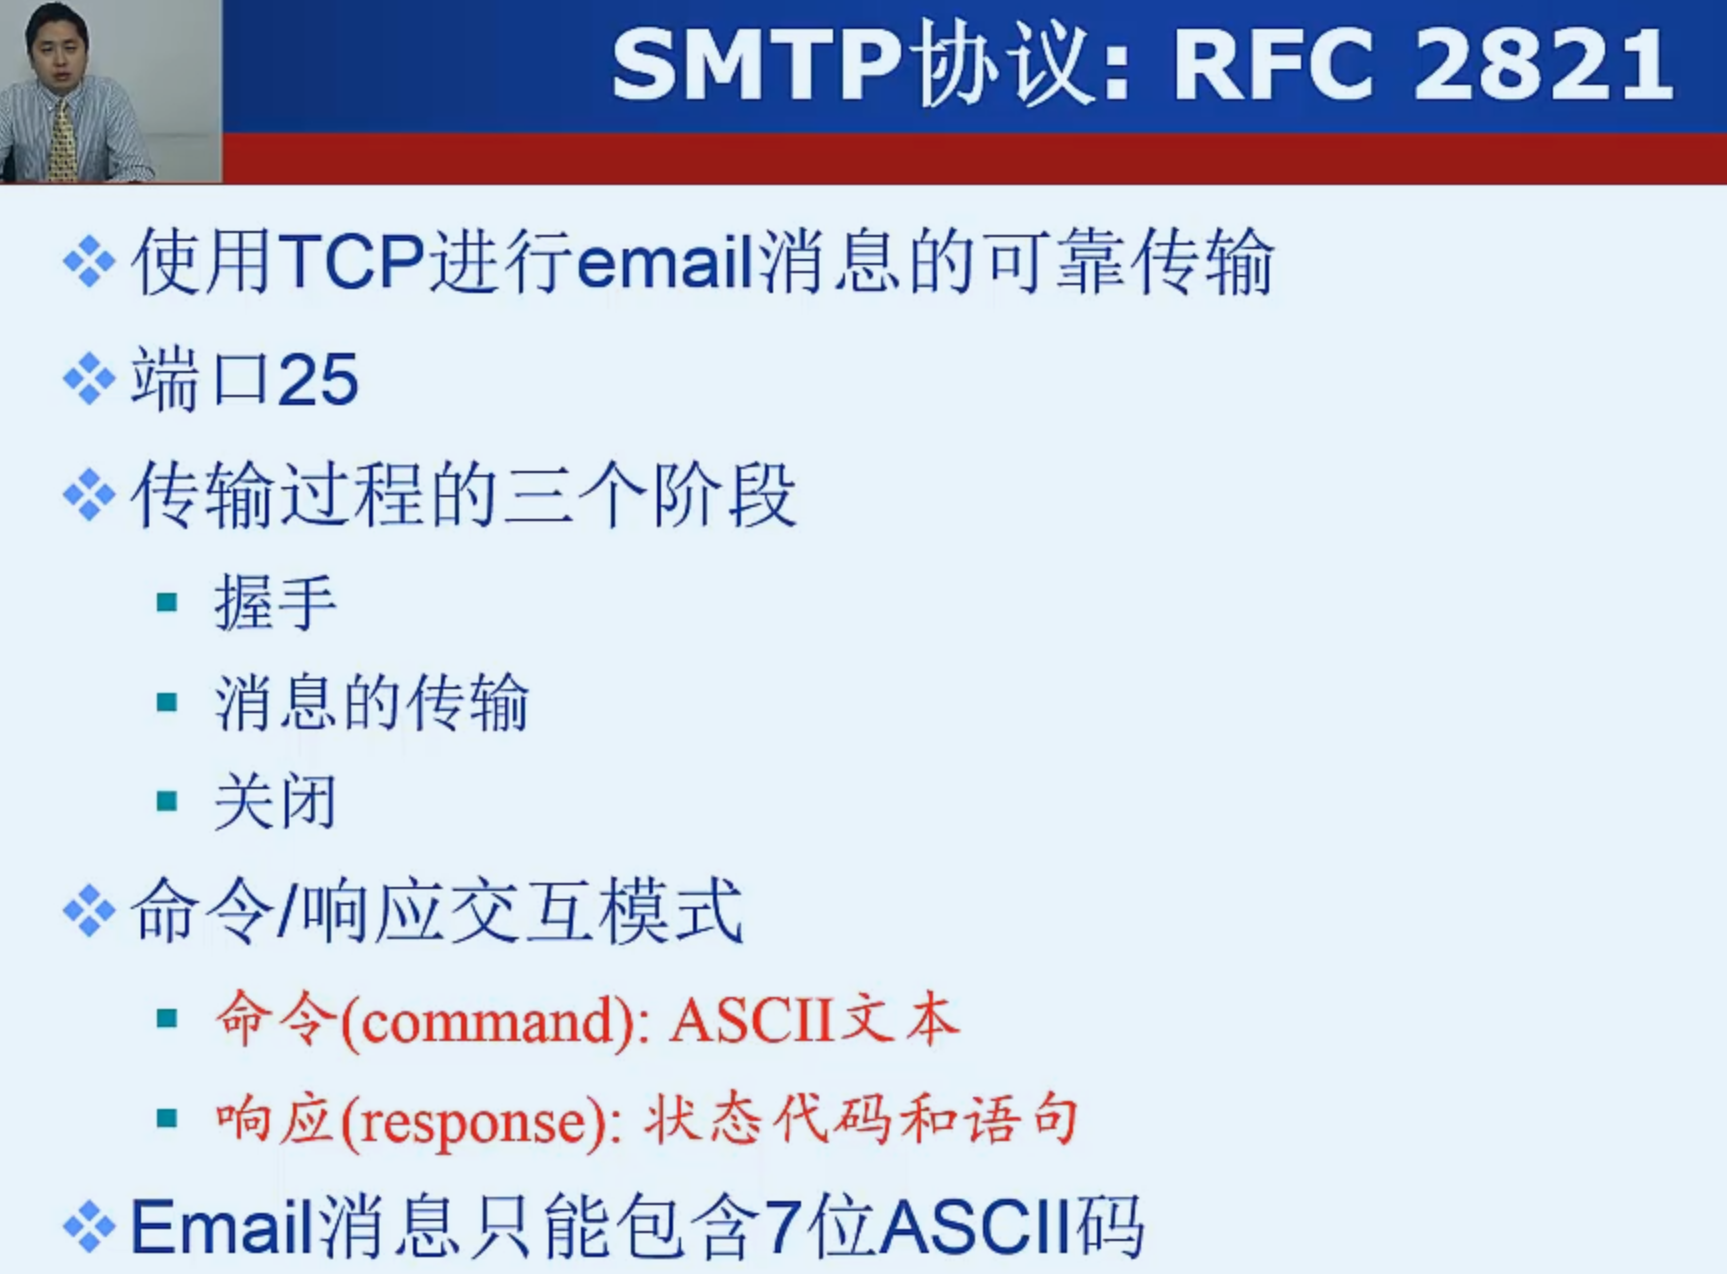 SMTP协议: RFC 2821
使用TCP进行email消息的可靠传输
端口25
传输过程的三个阶段
握手
消息的传输
关闭
命令/响应交互模式
命令(command): ASCII文本
响应(response): 状态代码和语句
Email消息只能包含7位ASCII码